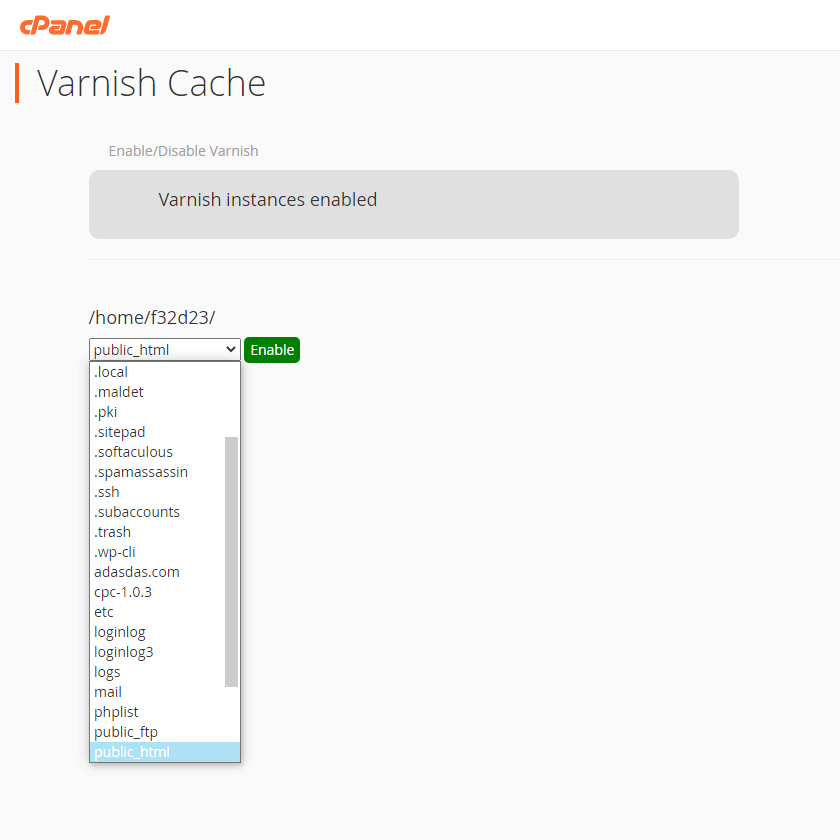 cPanel
Varnish Cache
Enable/Disable Varnish
Varnish instances enabled
/home/f32d23/
public_html Enable
.local
.maldet
.pki
.sitepad
.softaculous
.spamassassin
.ssh
.subaccounts
.trash
.wp-cli
adasdas.com
cpc-1.0.3
etc
loginlog
loginlog3
logs
mail
phplist
public_ftp
public_html